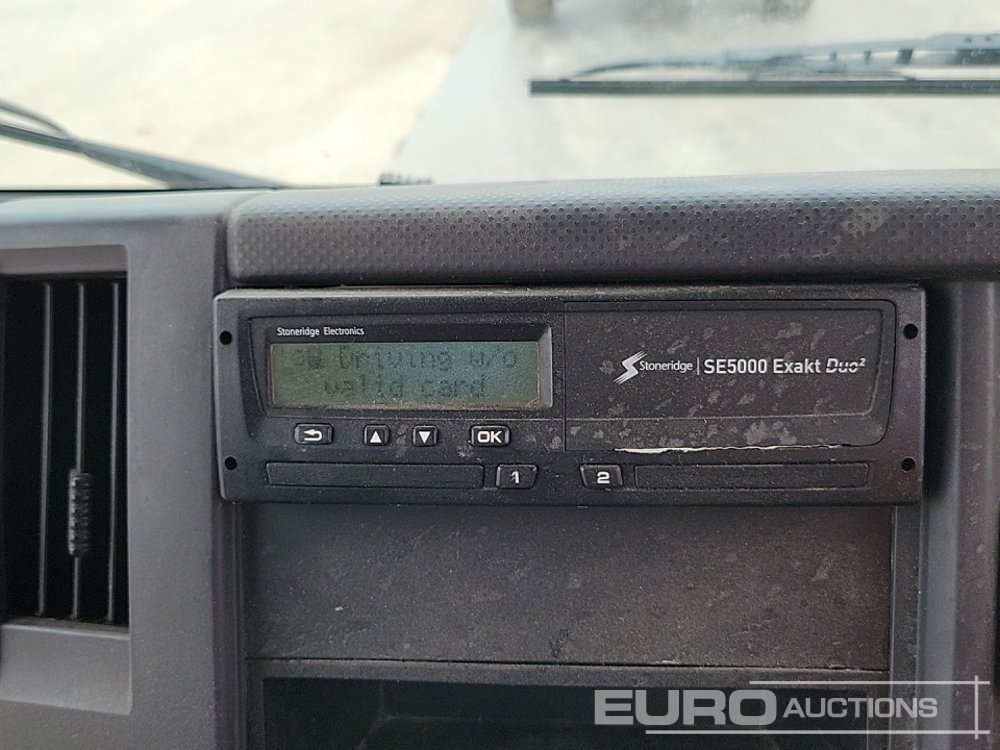 Stoneridge Electronics
Driving w/o
valid card
Stoneridge | SE5000 Exakt Duo²
OK
1
2
EURO AUCTIONS